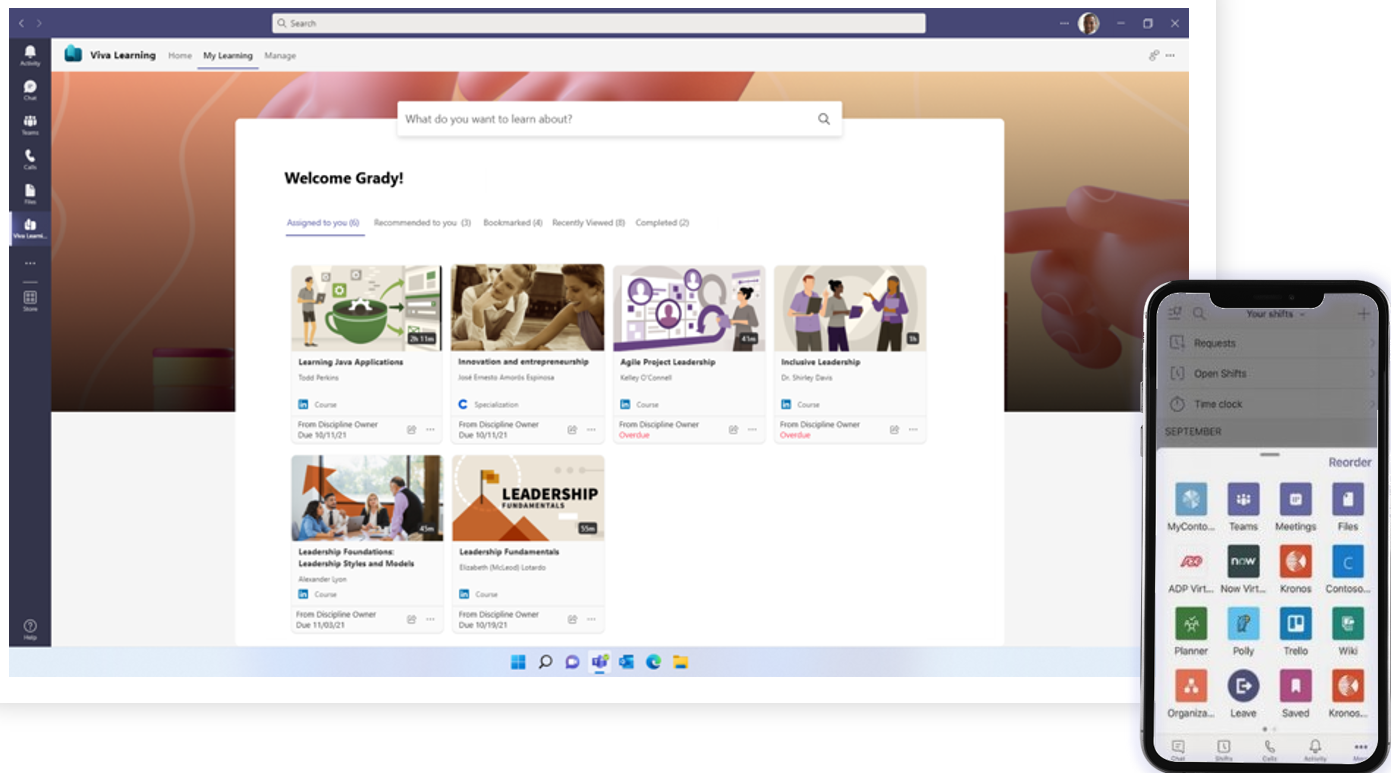 Search
Activity
Chat
Teams
Calls
Files
Viva Learni...
Store
Help
Viva Learning Home My Learning Manage
What do you want to learn about?
Welcome Grady!
Assigned to you (6) Recommended to you (3) Bookmarked (4) Recently Viewed (8) Completed (2)
2h 11m
Learning Java Applications
Todd Perkins
in Course
From Discipline Owner
Due 10/11/21
Innovation and entrepreneurship
José Ernesto Amorós Espinosa
C Specialization
From Discipline Owner
Due 10/11/21
41m
Agile Project Leadership
Kelley O'Connell
in Course
From Discipline Owner
Overdue
1h
Inclusive Leadership
Dr. Shirley Davis
in Course
From Discipline Owner
Overdue
45m
Leadership Foundations:
Leadership Styles and Models
Alexander Lyon
in Course
From Discipline Owner
Due 11/03/21
LEADERSHIP
FUNDAMENTALS
55m
Leadership Fundamentals
Elizabeth (McLeod) Lotardo
in Course
From Discipline Owner
Due 10/19/21
Your shifts
Requests
Open Shifts
Time clock
SEPTEMBER
Reorder
MyConto... Teams Meetings Files
ADP now C
ADP Virt... Now Virt... Kronos Contoso...
Planner Polly Trello Wiki
Organiza... Leave Saved Kronos...
Chat Shifts Calls Activity